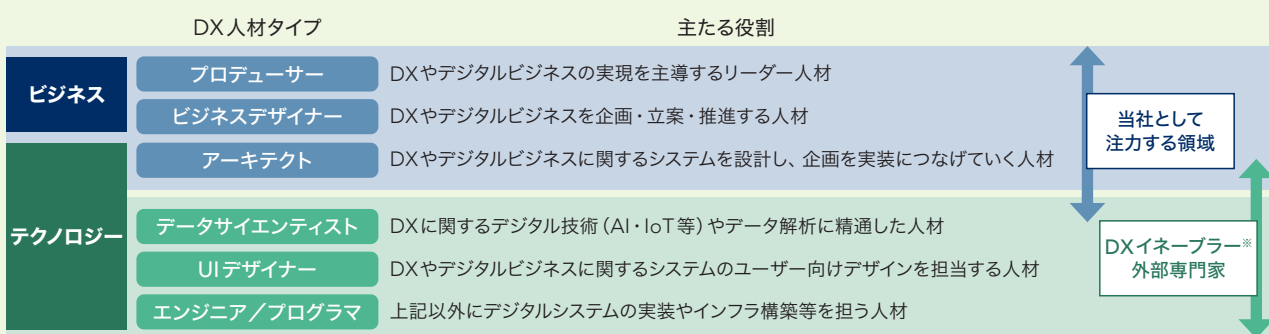 DX人材タイプ 主たる役割
ビジネス
プロデューサー DXやデジタルビジネスの実現を主導するリーダー人材
ビジネスデザイナー DXやデジタルビジネスを企画・立案・推進する人材
アーキテクト DXやデジタルビジネスに関するシステムを設計し、企画を実装につなげていく人材
当社として
注力する領域
テクノロジー
データサイエンティスト DXに関するデジタル技術(AI・IoT等)やデータ解析に精通した人材
UIデザイナー DXやデジタルビジネスに関するシステムのユーザー向けデザインを担当する人材
エンジニア/プログラマ 上記以外にデジタルシステムの実装やインフラ構築等を担う人材
DXイネーブラー※
外部専門家